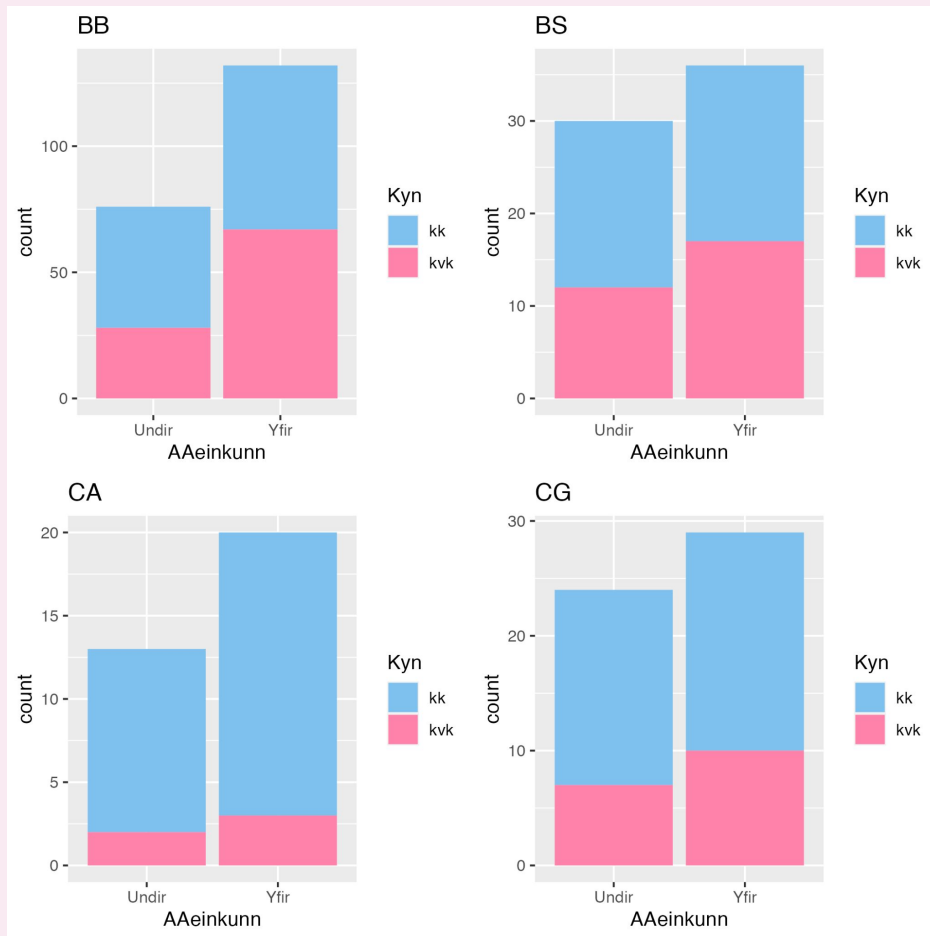 BB
100
50
0
count
Undir Yfir
AAeinkunn
Kyn
kk
kvk
BS
30
20
10
0
count
Undir Yfir
AAeinkunn
Kyn
kk
kvk
CA
20
15
10
5
0
count
Undir Yfir
AAeinkunn
Kyn
kk
kvk
CG
30
20
10
0
count
Undir Yfir
AAeinkunn
Kyn
kk
kvk